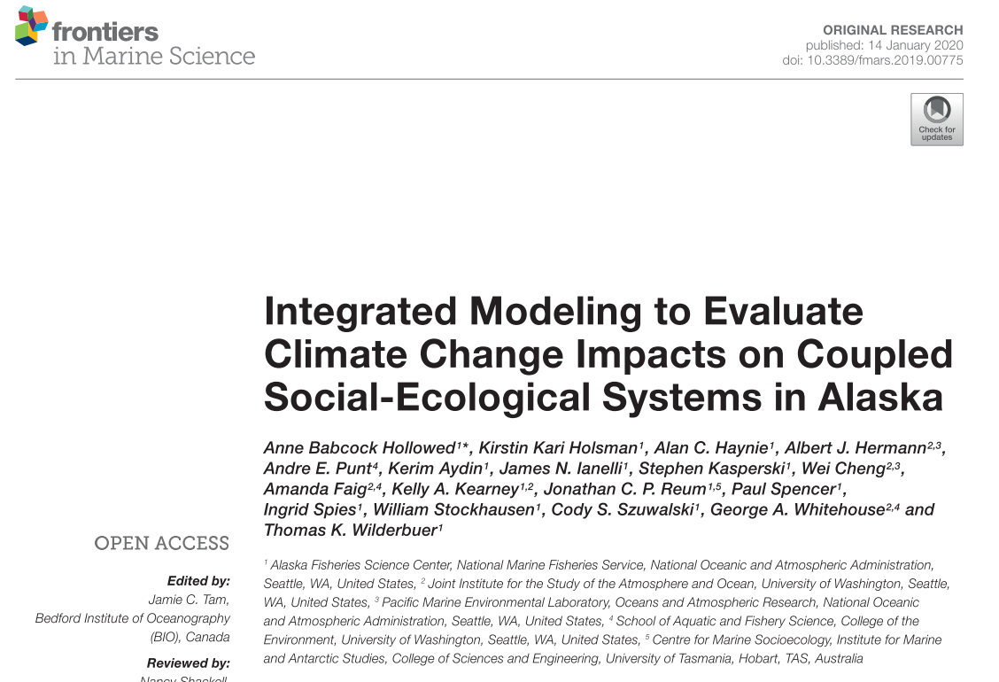 frontiers
in Marine Science
ORIGINAL RESEARCH
published: 14 January 2020
doi: 10.3389/fmars.2019.00775
Check for
updates
Integrated Modeling to Evaluate
Climate Change Impacts on Coupled
Social-Ecological Systems in Alaska
Anne Babcock Hollowed¹*, Kirstin Kari Holsman¹, Alan C. Haynie¹, Albert J. Hermann²,³,
Andre E. Punt⁴, Kerim Aydin¹, James N. Ianelli¹, Stephen Kasperski¹, Wei Cheng²,³,
Amanda Faig²,⁴, Kelly A. Kearney¹,², Jonathan C. P. Reum¹,⁵, Paul Spencer¹,
Ingrid Spies¹, William Stockhausen¹, Cody S. Szuwalski¹, George A. Whitehouse²,⁴ and
Thomas K. Wilderbuer¹
¹ Alaska Fisheries Science Center, National Marine Fisheries Service, National Oceanic and Atmospheric Administration,
Seattle, WA, United States, ² Joint Institute for the Study of the Atmosphere and Ocean, University of Washington, Seattle,
WA, United States, ³ Pacific Marine Environmental Laboratory, Oceans and Atmospheric Research, National Oceanic
and Atmospheric Administration, Seattle, WA, United States, ⁴ School of Aquatic and Fishery Science, College of the
Environment, University of Washington, Seattle, WA, United States, ⁵ Centre for Marine Socioecology, Institute for Marine
and Antarctic Studies, College of Sciences and Engineering, University of Tasmania, Hobart, TAS, Australia
OPEN ACCESS
Edited by:
Jamie C. Tam,
Bedford Institute of Oceanography
(BIO), Canada
Reviewed by:
Nancy Shackell,